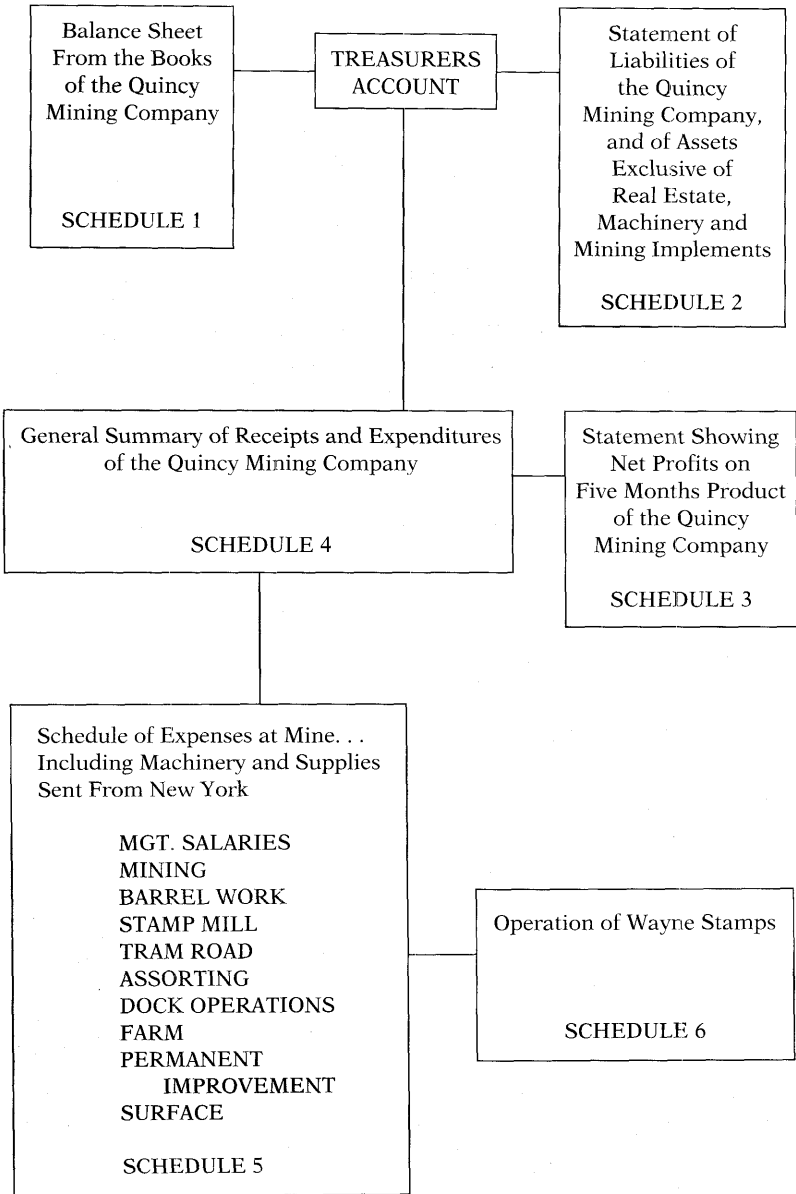 Balance Sheet
From the Books
of the Quincy
Mining Company
SCHEDULE 1
TREASURERS
ACCOUNT
Statement of
Liabilities of
the Quincy
Mining Company,
and of Assets
Exclusive of
Real Estate,
Machinery and
Mining Implements
SCHEDULE 2
General Summary of Receipts and Expenditures
of the Quincy Mining Company
SCHEDULE 4
Statement Showing
Net Profits on
Five Months Product
of the Quincy
Mining Company
SCHEDULE 3
Schedule of Expenses at Mine. . .
Including Machinery and Supplies
Sent From New York
MGT. SALARIES
MINING
BARREL WORK
STAMP MILL
TRAM ROAD
ASSORTING
DOCK OPERATIONS
FARM
PERMANENT
IMPROVEMENT
SURFACE
SCHEDULE 5
Operation of Wayne Stamps
SCHEDULE 6